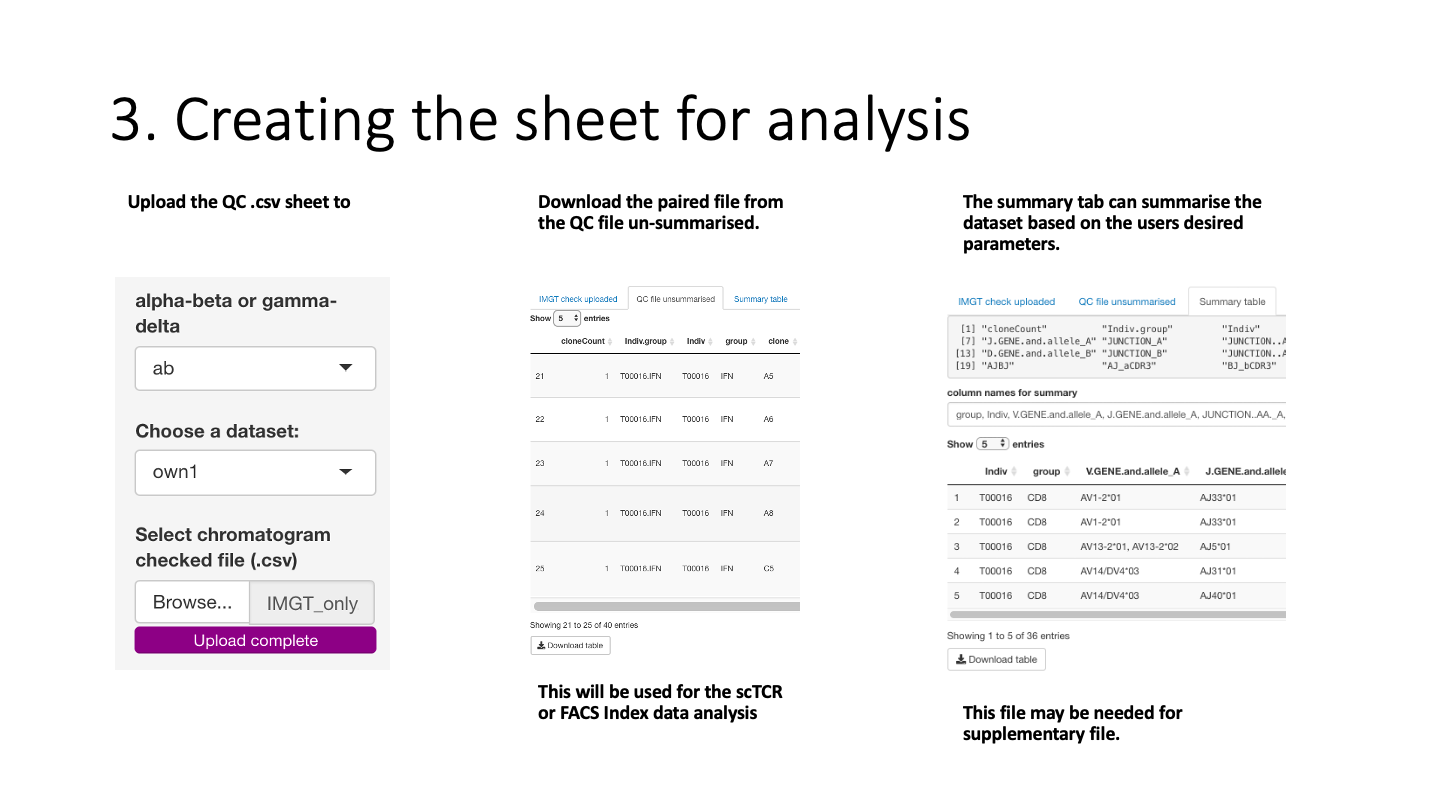 3. Creating the sheet for analysis
Upload the QC .csv sheet to
alpha-beta or gamma-
delta
ab
Choose a dataset:
own1
Select chromatogram
checked file (.csv)
Browse... IMGT_only
Upload complete
Download the paired file from
the QC file un-summarised.
IMGT check uploaded QC file unsummarised Summary table
Show 5 entries
cloneCount Indiv.group Indiv group clone
21 1 T00016.IFN T00016 IFN A5
22 1 T00016.IFN T00016 IFN A6
23 1 T00016.IFN T00016 IFN A7
24 1 T00016.IFN T00016 IFN A8
25 1 T00016.IFN T00016 IFN C5
Showing 21 to 25 of 40 entries
Download table
This will be used for the scTCR
or FACS Index data analysis
The summary tab can summarise the
dataset based on the users desired
parameters.
IMGT check uploaded QC file unsummarised Summary table
[1] "cloneCount" "Indiv.group" "Indiv"
[7] "J.GENE.and.allele_A" "JUNCTION_A" "JUNCTION..A
[13] "D.GENE.and.allele_B" "JUNCTION_B" "JUNCTION..A
[19] "AJBJ" "AJ_aCDR3" "BJ_bCDR3"
column names for summary
group, Indiv, V.GENE.and.allele_A, J.GENE.and.allele_A, JUNCTION..AA._A,
Show 5 entries
Indiv group V.GENE.and.allele_A J.GENE.and.allele
1 T00016 CD8 AV1-2*01 AJ33*01
2 T00016 CD8 AV1-2*01 AJ33*01
3 T00016 CD8 AV13-2*01, AV13-2*02 AJ5*01
4 T00016 CD8 AV14/DV4*03 AJ31*01
5 T00016 CD8 AV14/DV4*03 AJ40*01
Showing 1 to 5 of 36 entries
Download table
This file may be needed for
supplementary file.